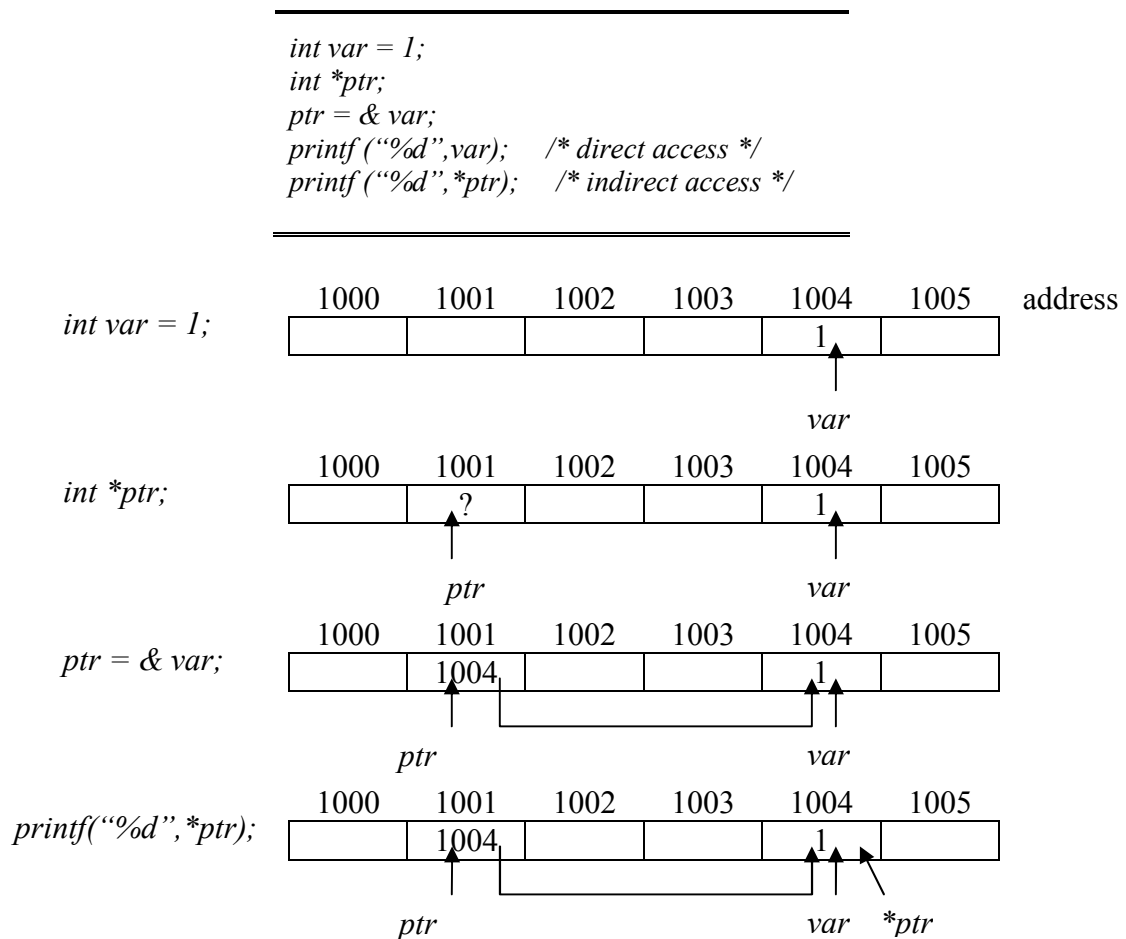 int var = 1;
int *ptr;
ptr = & var;
printf (“%d”,var); /* direct access */
printf (“%d”,*ptr); /* indirect access */
1000 1001 1002 1003 1004 1005 address
int var = 1;
1
var
1000 1001 1002 1003 1004 1005
int *ptr;
? 1
ptr var
1000 1001 1002 1003 1004 1005
ptr = & var;
1004 1
ptr var
1000 1001 1002 1003 1004 1005
printf(“%d”,*ptr);
1004 1
ptr var *ptr